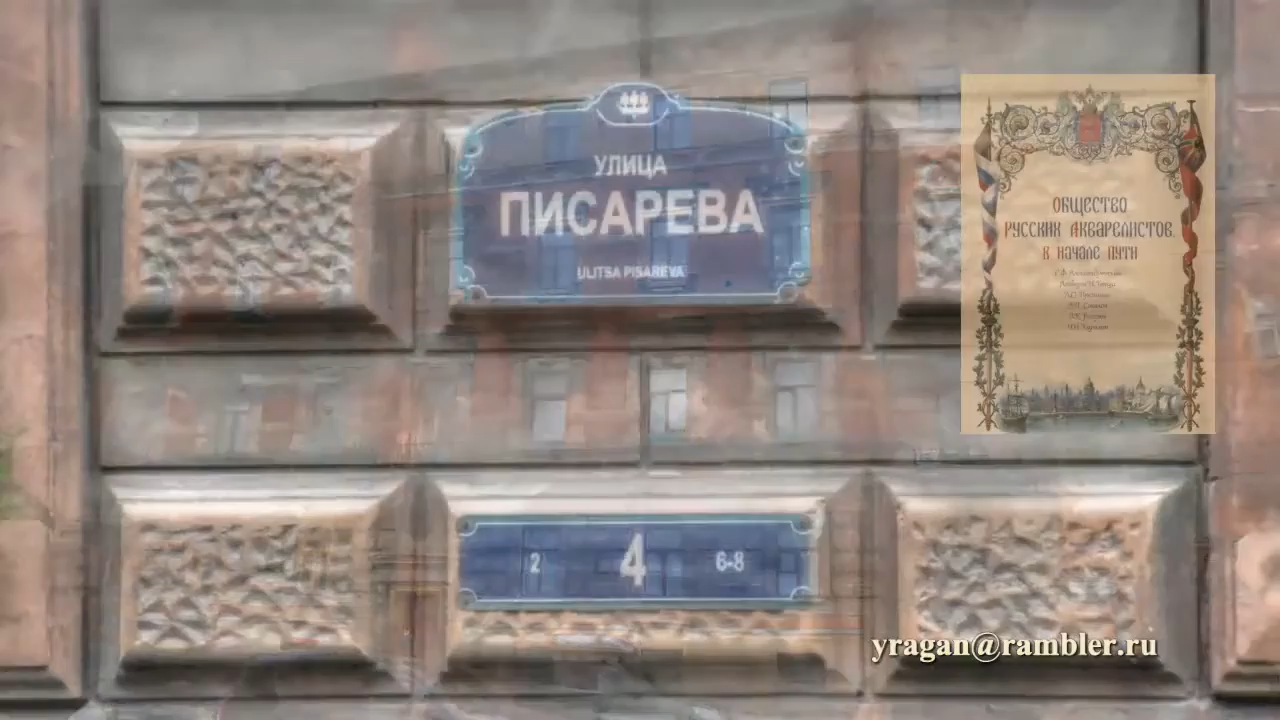 УЛИЦА
ПИСАРЕВА
ULITSA PISAREVA
2 4 6-8
ОБЩЕСТВО
РУССКИХ АКВАРЕЛИСТОВ.
В НАЧАЛЕ ПУТИ
yragan@rambler.ru